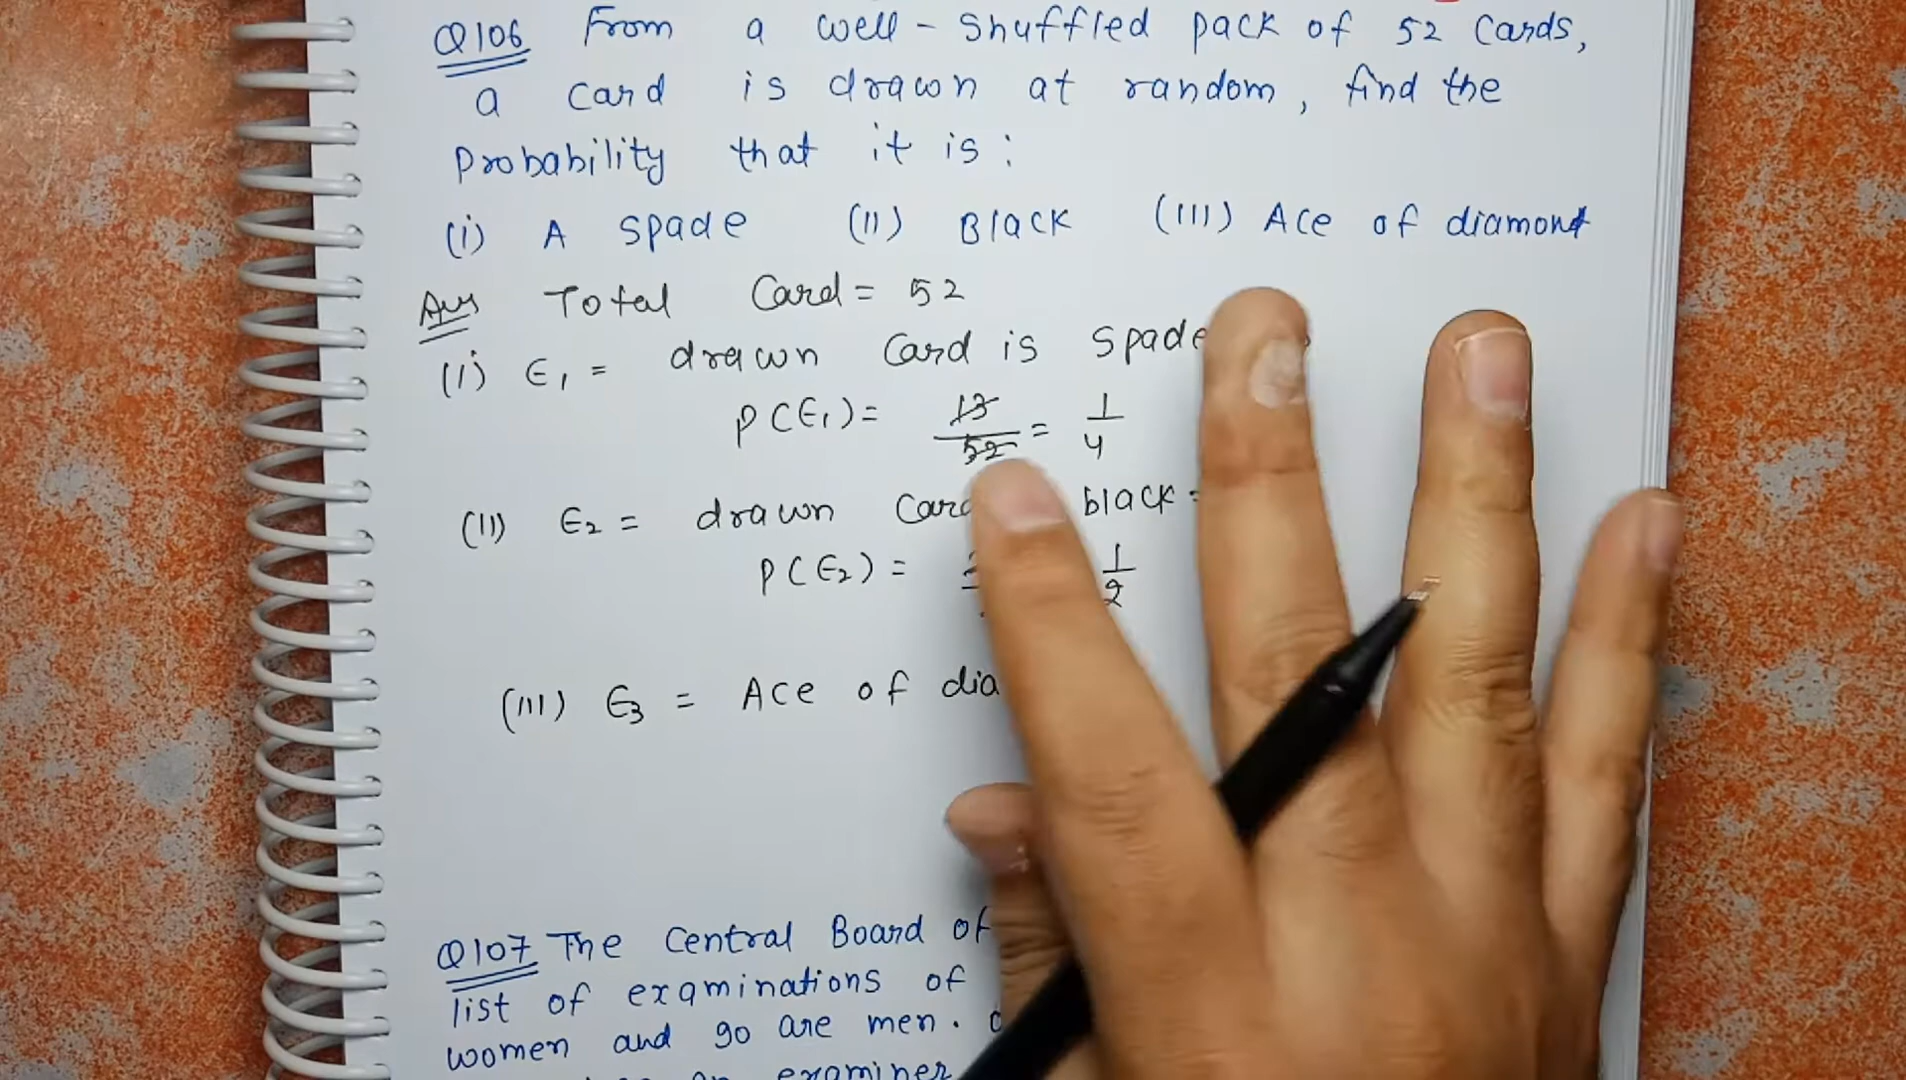 Q106 From a well-shuffled pack of 52 cards,
a card is drawn at random, find the
Probability that it is:
(i) A spade (II) Black (III) Ace of diamond
Ans Total Card = 52
(i) E₁ = drawn Card is spade
P(E₁) = 13/52 = 1/4
(II) E₂ = drawn Card black =
P(E₂) = 1/2
(III) E₃ = Ace of dia
Q107 The Central Board of
list of examinations of
women and 90 are men.
an examiner